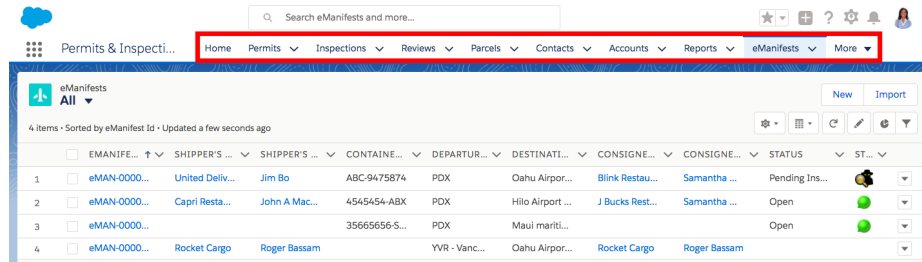 Search eManifests and more...
Permits & Inspecti... Home Permits Inspections Reviews Parcels Contacts Accounts Reports eManifests More
eManifests
All
New Import
4 items • Sorted by eManifest Id • Updated a few seconds ago
EMANIFE... ↑ SHIPPER'S ... SHIPPER'S ... CONTAINE... DEPARTUR... DESTINATI... CONSIGNE... CONSIGNE... STATUS ST...
1 eMAN-0000... United Deliv... Jim Bo ABC-9475874 PDX Oahu Airpor... Blink Restau... Samantha ... Pending Ins...
2 eMAN-0000... Capri Resta... John A Mac... 4545454-ABX PDX Hilo Airport ... J Bucks Rest... Samantha ... Open
3 eMAN-0000... 35665656-S... PDX Maui mariti... Open
4 eMAN-0000... Rocket Cargo Roger Bassam YVR - Vanc... Oahu Airpor... Rocket Cargo Roger Bassam